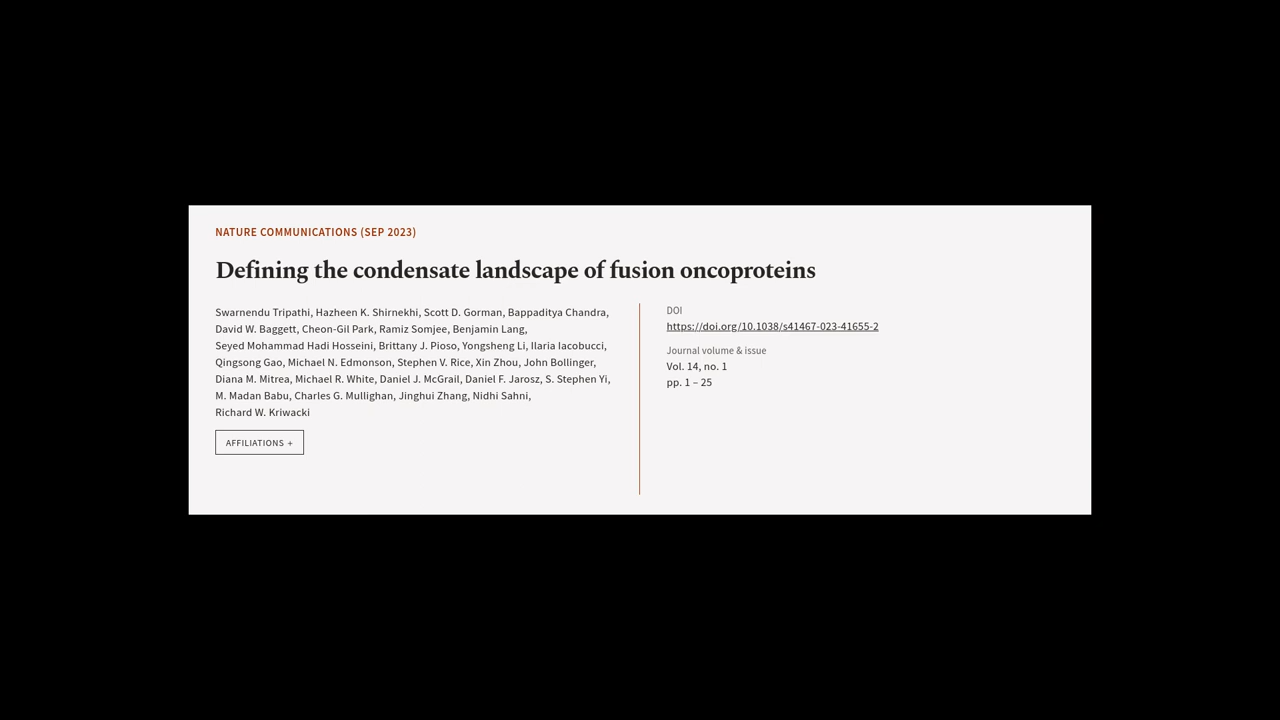 NATURE COMMUNICATIONS (SEP 2023)
Defining the condensate landscape of fusion oncoproteins
Swarnendu Tripathi, Hazheen K. Shirnekhi, Scott D. Gorman, Bappaditya Chandra,
David W. Baggett, Cheon-Gil Park, Ramiz Somjee, Benjamin Lang,
Seyed Mohammad Hadi Hosseini, Brittany J. Pioso, Yongsheng Li, Ilaria Iacobucci,
Qingsong Gao, Michael N. Edmonson, Stephen V. Rice, Xin Zhou, John Bollinger,
Diana M. Mitrea, Michael R. White, Daniel J. McGrail, Daniel F. Jarosz, S. Stephen Yi,
M. Madan Babu, Charles G. Mullighan, Jinghui Zhang, Nidhi Sahni,
Richard W. Kriwacki
AFFILIATIONS +
DOI
https://doi.org/10.1038/s41467-023-41655-2
Journal volume & issue
Vol. 14, no. 1
pp. 1 – 25